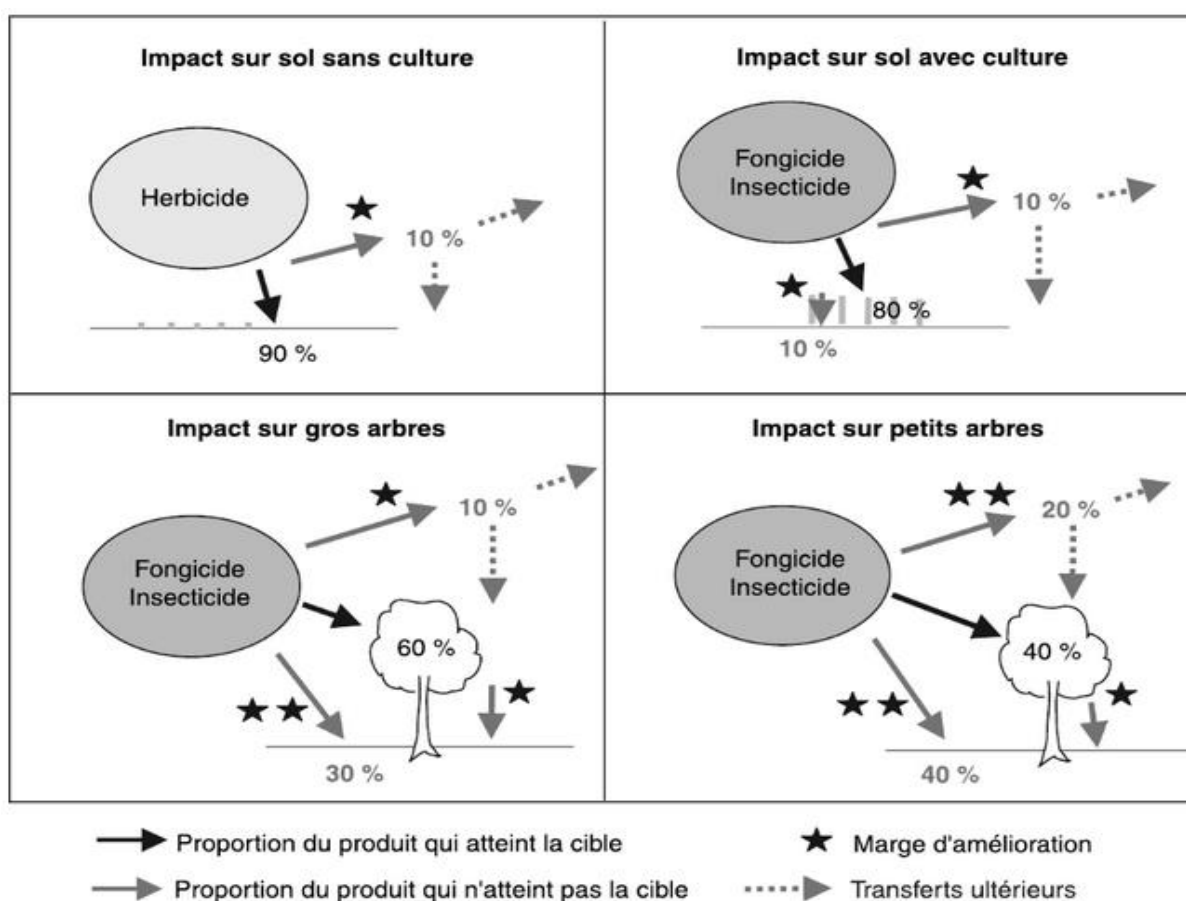 Impact sur sol sans culture
Herbicide
10 %
90 %
Impact sur sol avec culture
Fongicide
Insecticide
10 %
80 %
10 %
Impact sur gros arbres
Fongicide
Insecticide
10 %
60 %
30 %
Impact sur petits arbres
Fongicide
Insecticide
20 %
40 %
40 %
Proportion du produit qui atteint la cible
Marge d'amélioration
Proportion du produit qui n'atteint pas la cible
Transferts ultérieurs